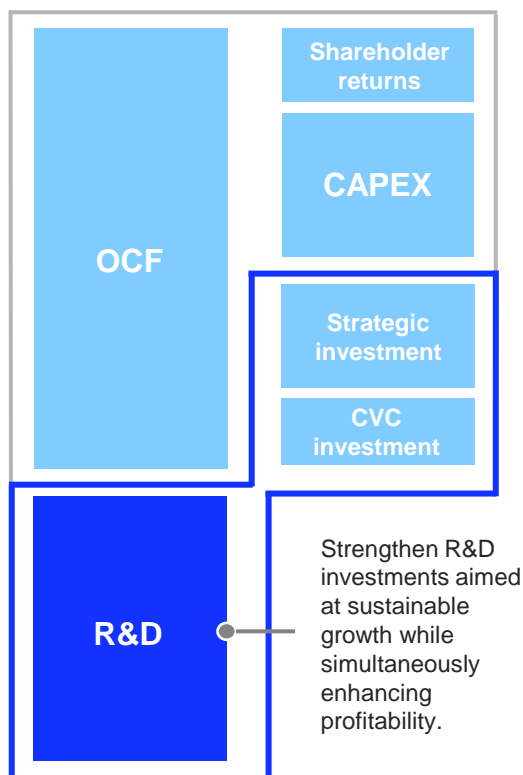 OCF
Shareholder
returns
CAPEX
Strategic
investment
CVC
investment
R&D
Strengthen R&D
investments aimed
at sustainable
growth while
simultaneously
enhancing
profitability.